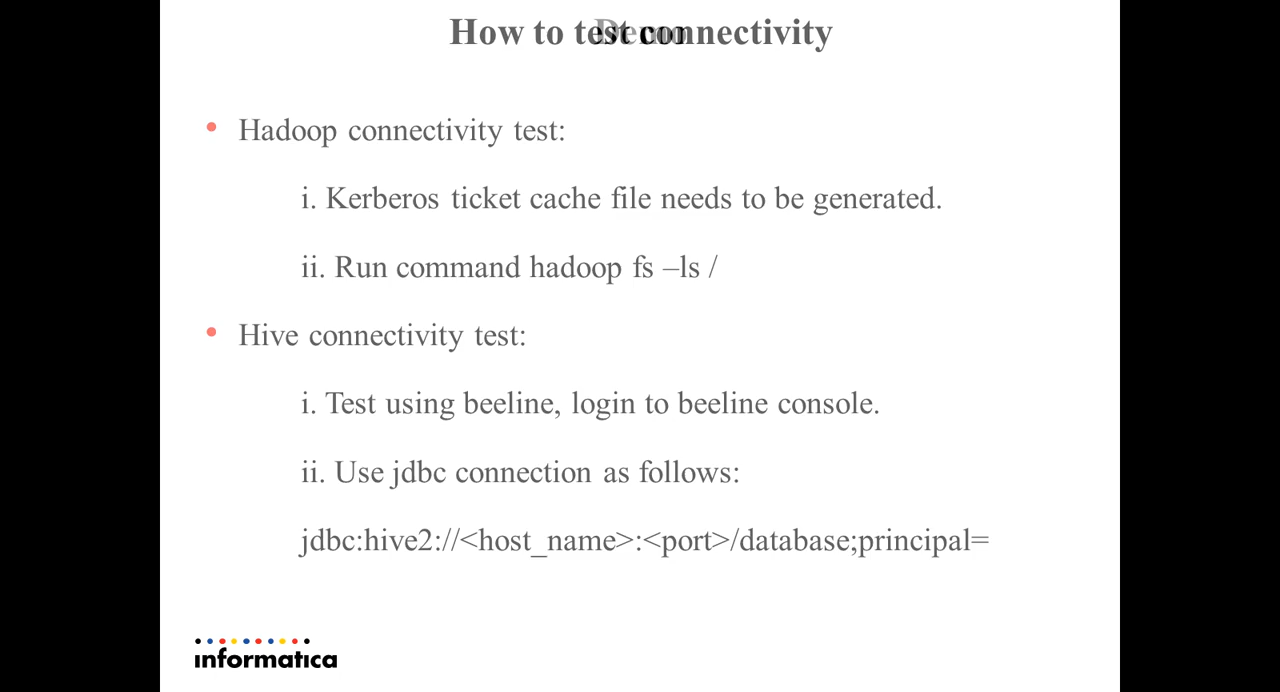 How to test connectivity
Demo
• Hadoop connectivity test:
i. Kerberos ticket cache file needs to be generated.
ii. Run command hadoop fs –ls /
• Hive connectivity test:
i. Test using beeline, login to beeline console.
ii. Use jdbc connection as follows:
jdbc:hive2://<host_name>:<port>/database;principal=
informatica